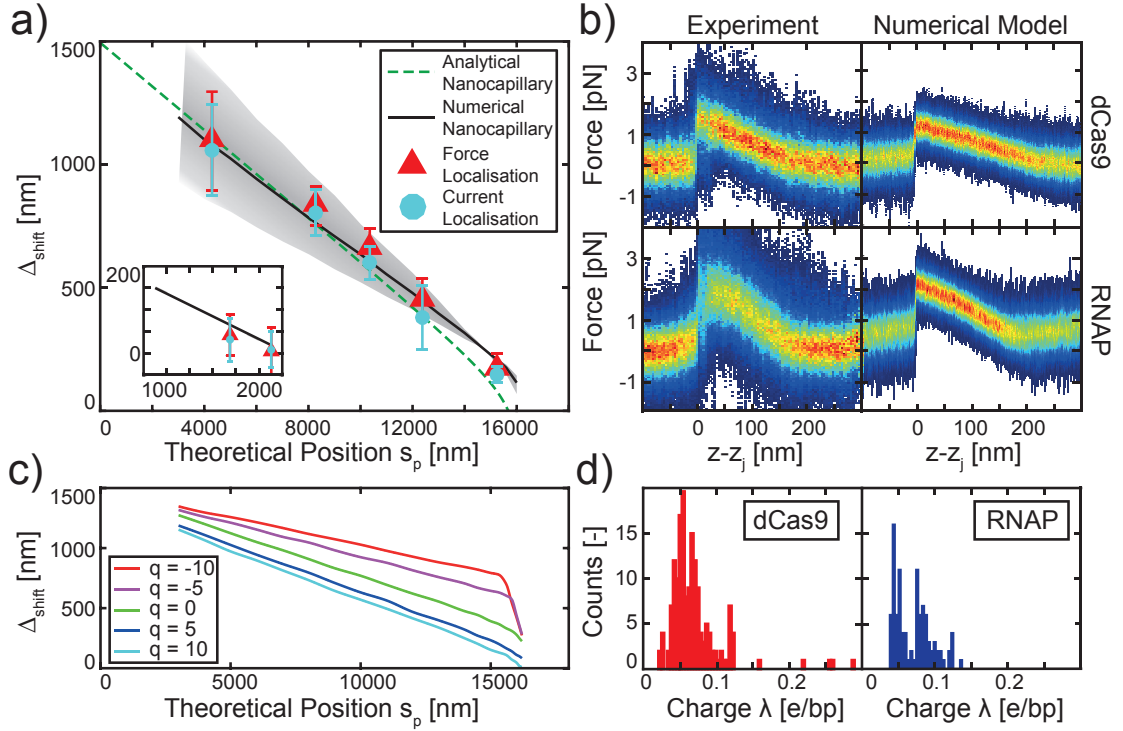 a)
1500
1000
500
0
Δshift [nm]
Analytical
Nanocapillary
Numerical
Nanocapillary
Force
Localisation
Current
Localisation
200
0
1000
2000
0
4000
8000
12000
16000
Theoretical Position sp [nm]
b)
Experiment
Numerical Model
3
1
-1
Force [pN]
dCas9
3
1
-1
Force [pN]
RNAP
0
100
200
0
100
200
z-zj [nm]
z-zj [nm]
c)
1500
1000
500
0
Δshift [nm]
q = -10
q = -5
q = 0
q = 5
q = 10
0
5000
10000
15000
Theoretical Position sp [nm]
d)
15
10
5
0
Counts [-]
dCas9
RNAP
0
0.1
0.2
0
0.1
0.2
Charge λ [e/bp]
Charge λ [e/bp]